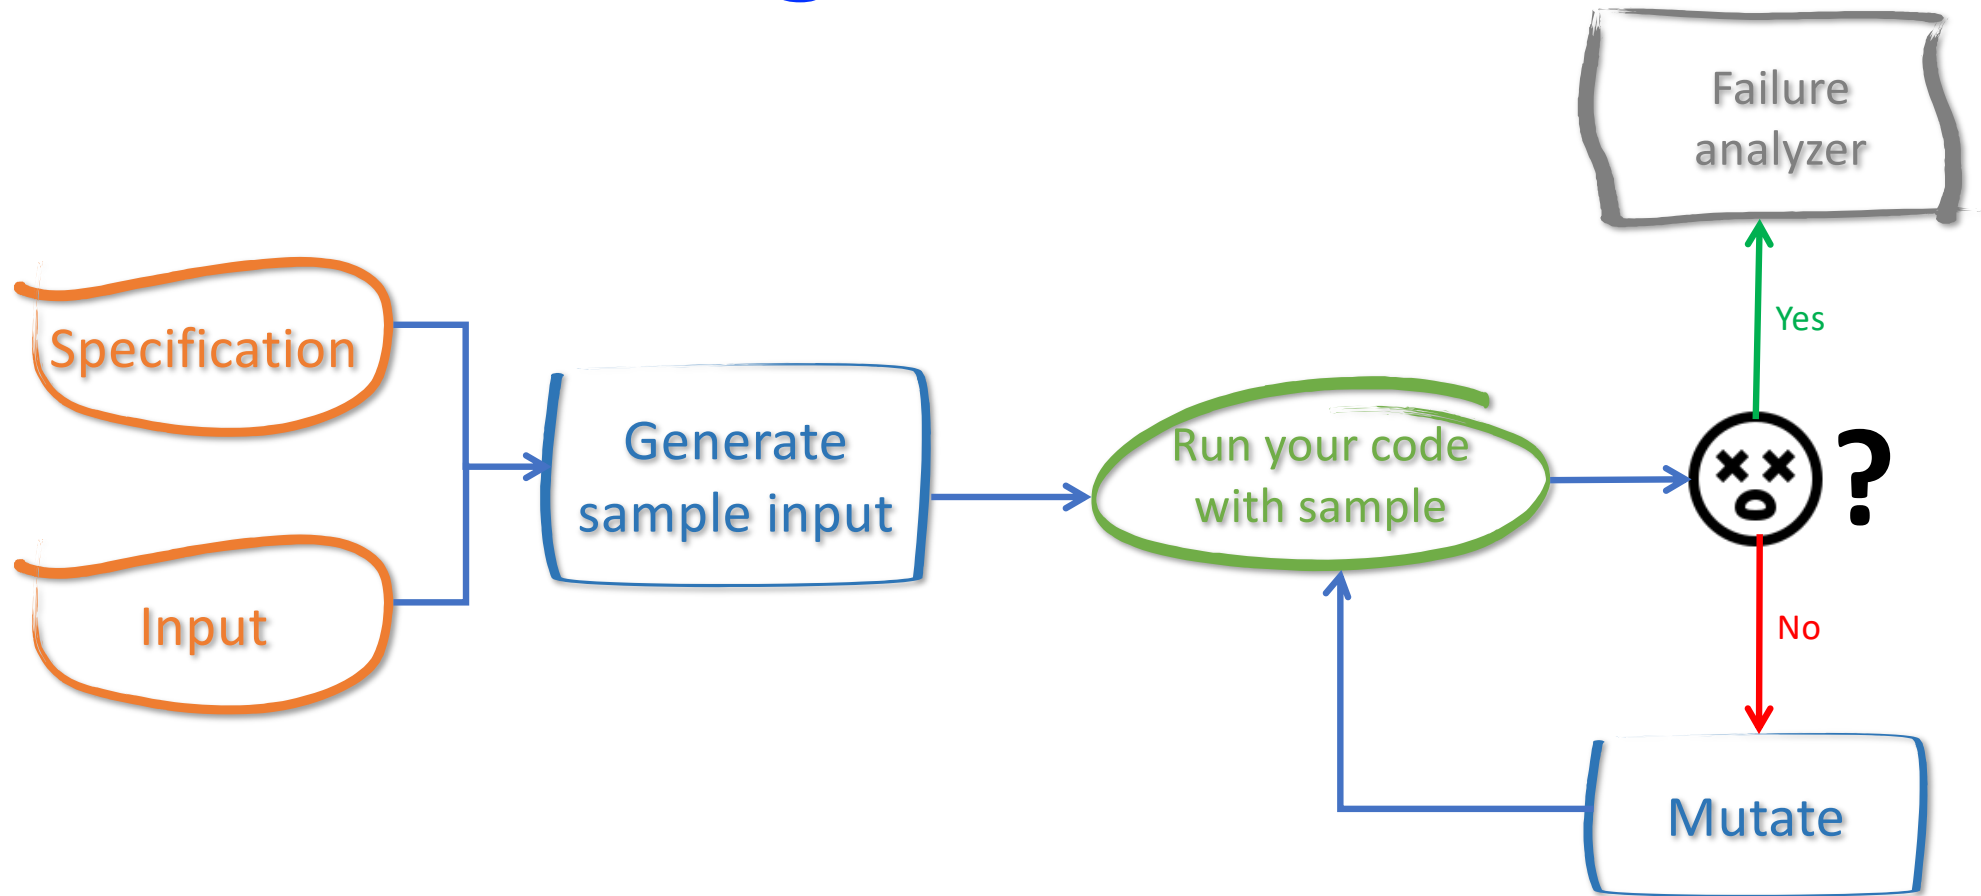 Failure
analyzer
Yes
Specification
Generate
sample input
Run your code
with sample
?
Input
No
Mutate